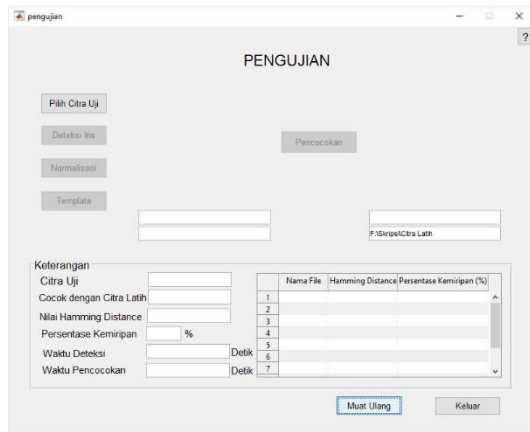 pengujian
?
PENGUJIAN
Pilih Citra Uji
Deteksi Iris
Pencocokan
Normalisasi
Template
F:\Skripsi\Citra Latih
Keterangan
Citra Uji
Cocok dengan Citra Latih
Nilai Hamming Distance
Persentase Kemiripan %
Waktu Deteksi Detik
Waktu Pencocokan Detik
Nama File Hamming Distance Persentase Kemiripan (%)
1
2
3
4
5
6
7
Muat Ulang Keluar